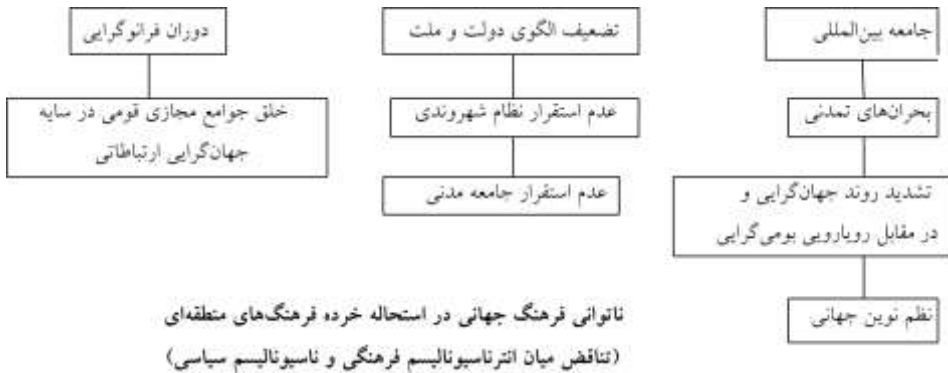 جامعه بین‌المللی
بحران‌های تمدنی
تشدید روند جهان‌گرایی و
در مقابل رویارویی بومی‌گرایی
نظم نوین جهانی
تضعیف الگوی دولت و ملت
عدم استقرار نظام شهروندی
عدم استقرار جامعه مدنی
دوران فرانوگرایی
خلق جوامع مجازی قومی در سایه
جهان‌گرایی ارتباطاتی
ناتوانی فرهنگ جهانی در استحاله خرده فرهنگ‌های منطقه‌ای
(تناقض میان انترناسیونالیسم فرهنگی و ناسیونالیسم سیاسی)